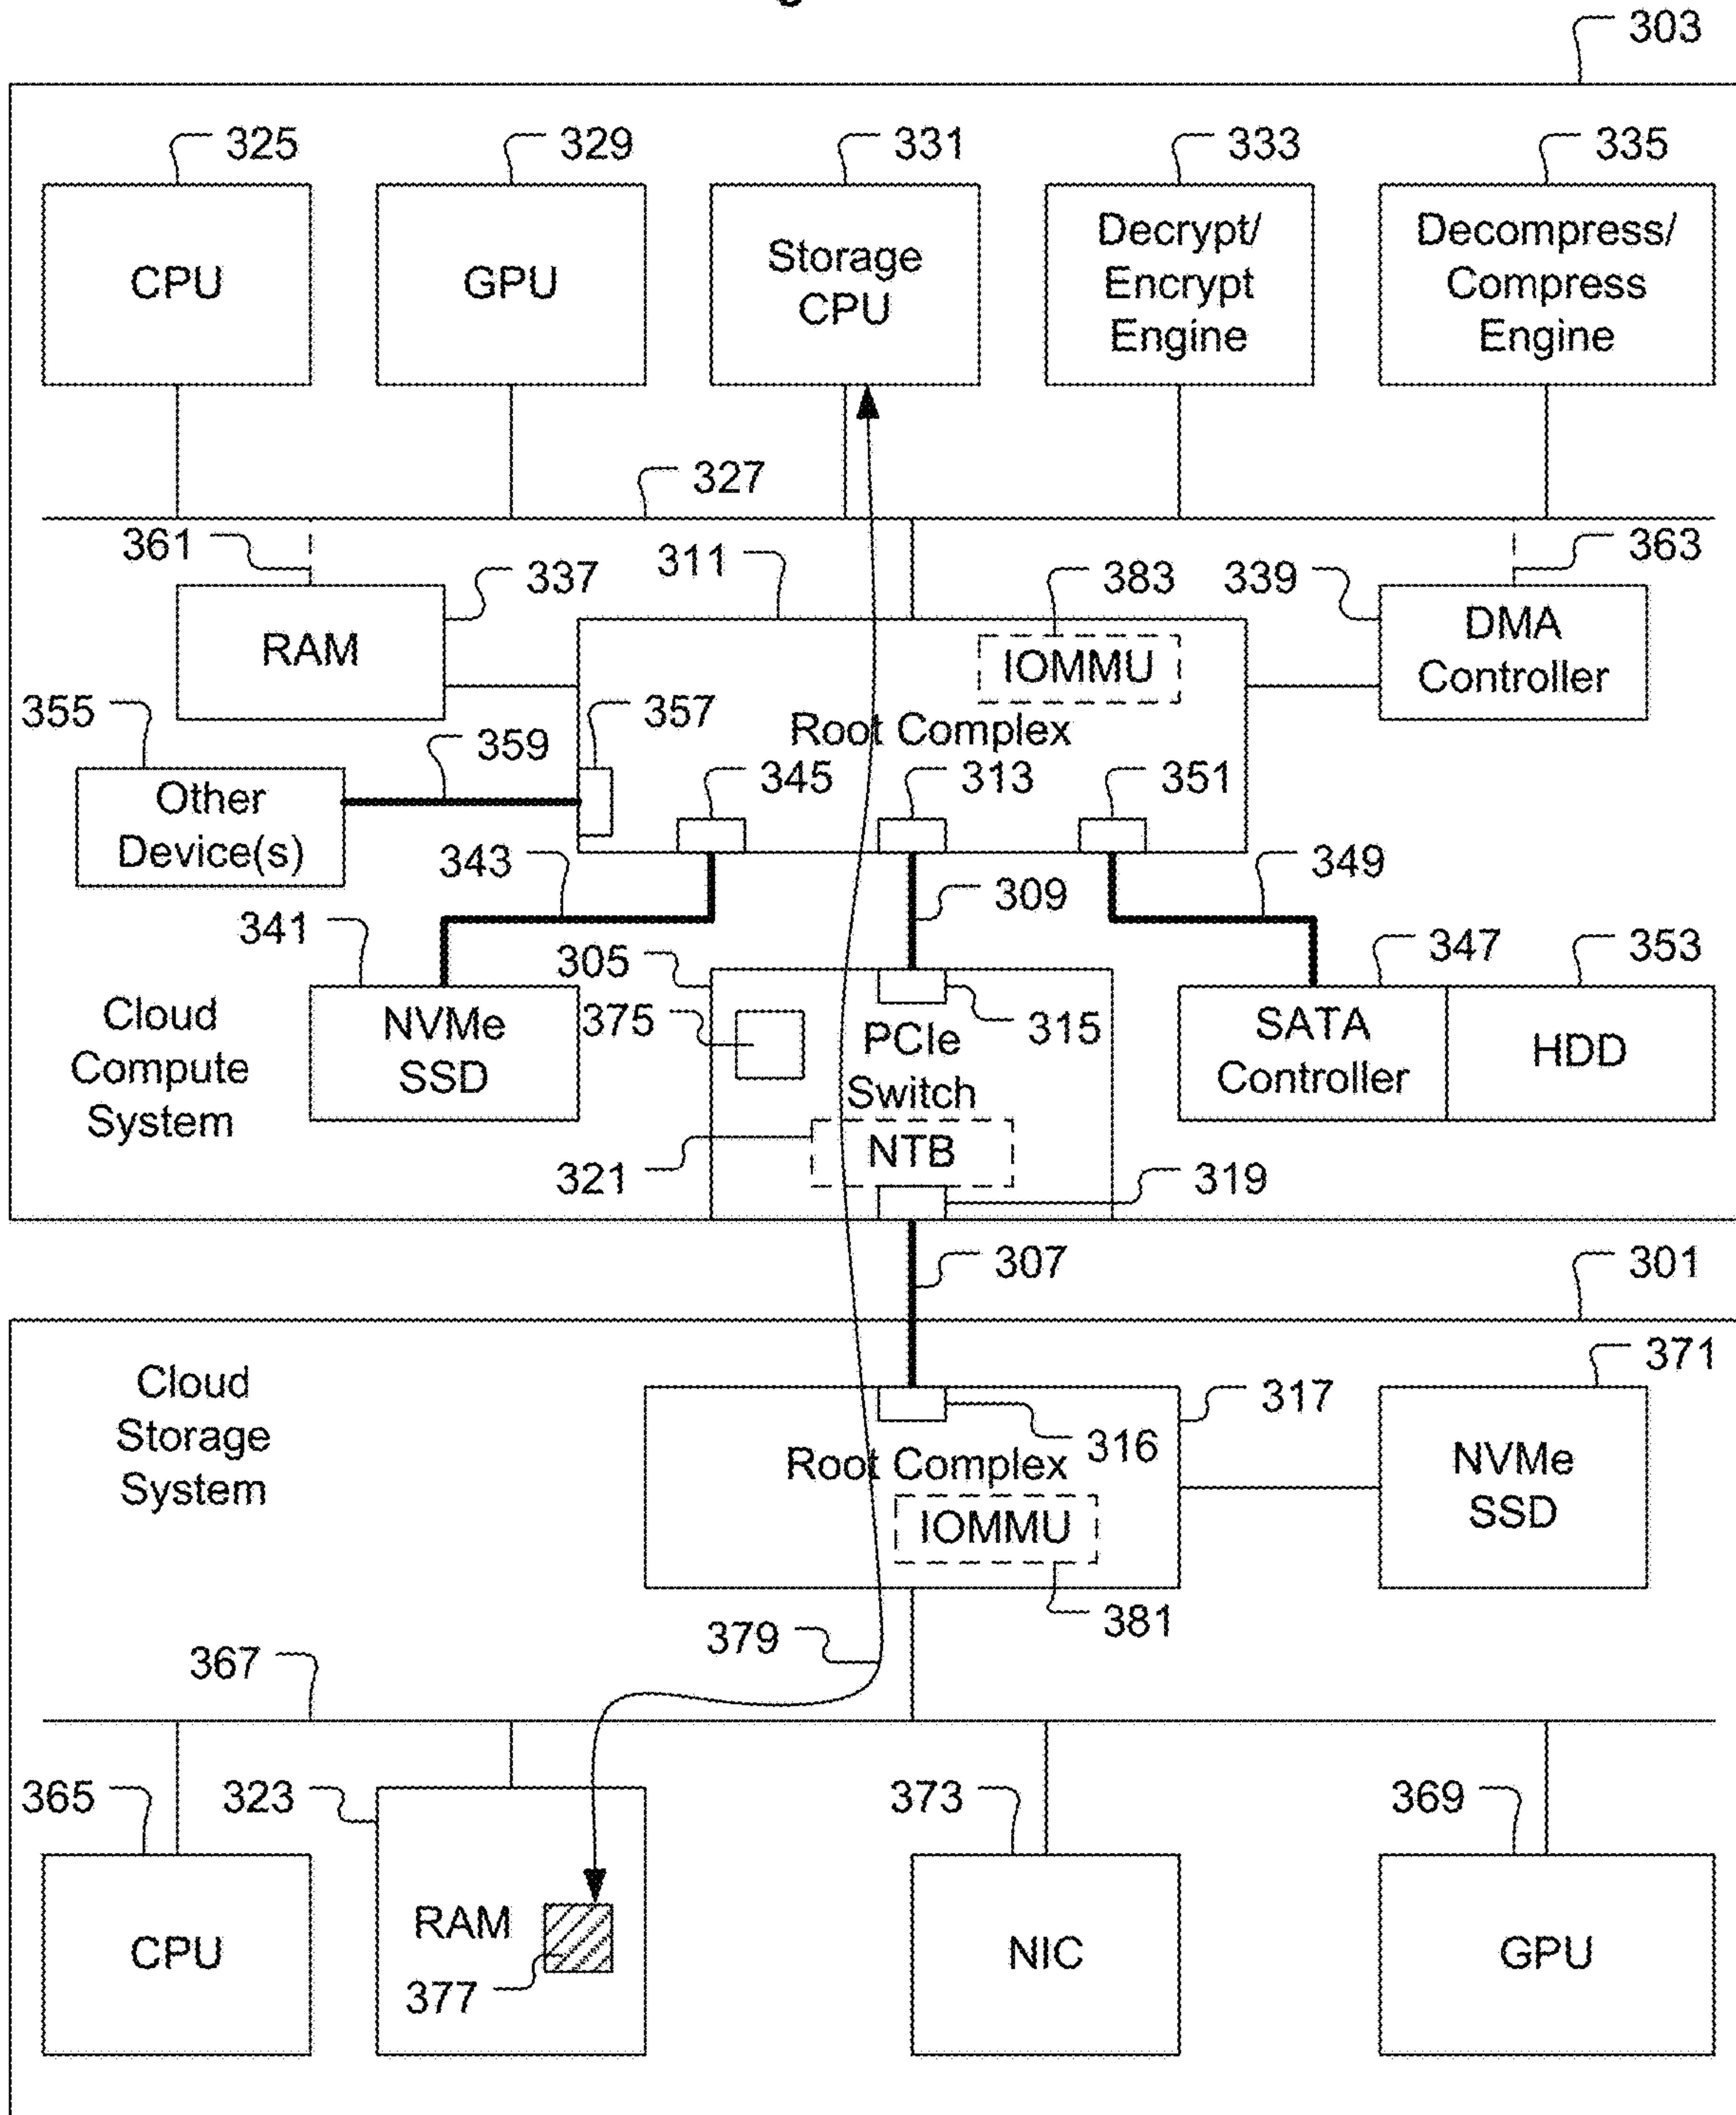 303
325
329
331
333
335
CPU
GPU
Storage
CPU
Decrypt/
Encrypt
Engine
Decompress/
Compress
Engine
327
361
337
311
383
339
363
RAM
IOMMU
DMA
Controller
355
359
357
Root Complex
345
313
351
Other
Device(s)
343
309
349
341
305
347
353
Cloud
Compute
System
NVMe
SSD
375
315
PCIe
Switch
SATA
Controller
HDD
321
NTB
319
307
301
Cloud
Storage
System
371
317
316
Root Complex
IOMMU
NVMe
SSD
381
379
367
365
323
373
369
CPU
RAM
377
NIC
GPU